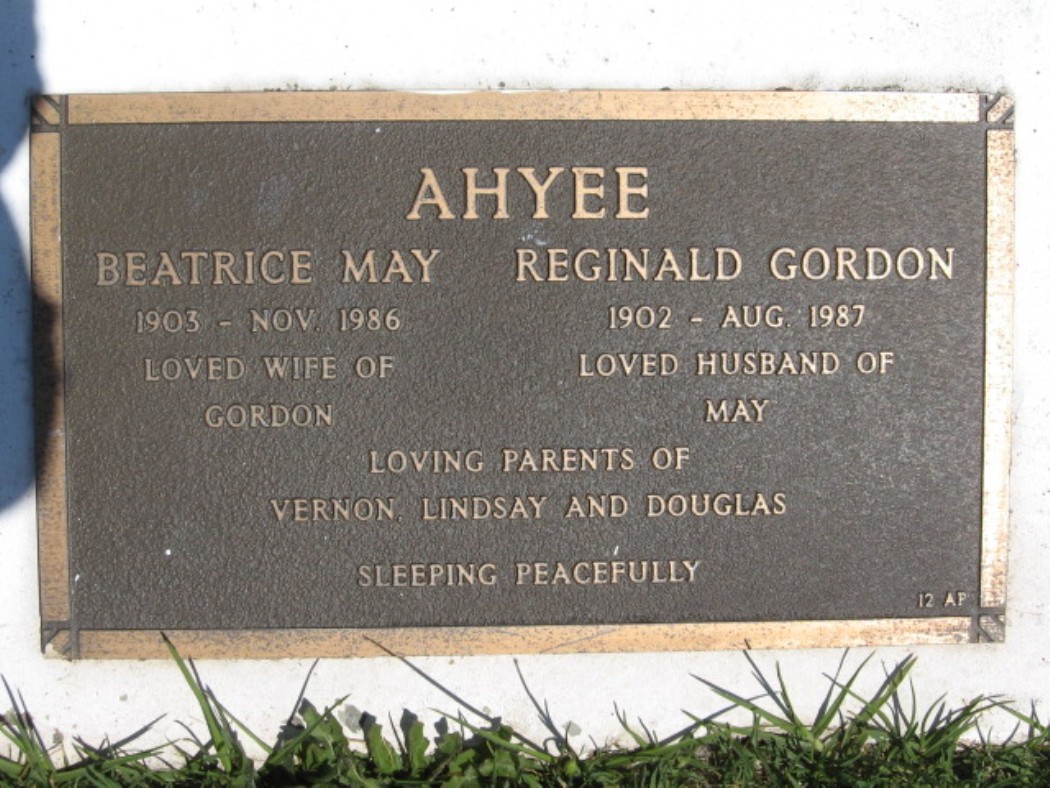 AHYEE
BEATRICE MAY
1903 - NOV. 1986
LOVED WIFE OF
GORDON
REGINALD GORDON
1902 - AUG. 1987
LOVED HUSBAND OF
MAY
LOVING PARENTS OF
VERNON, LINDSAY AND DOUGLAS
SLEEPING PEACEFULLY
12 AP